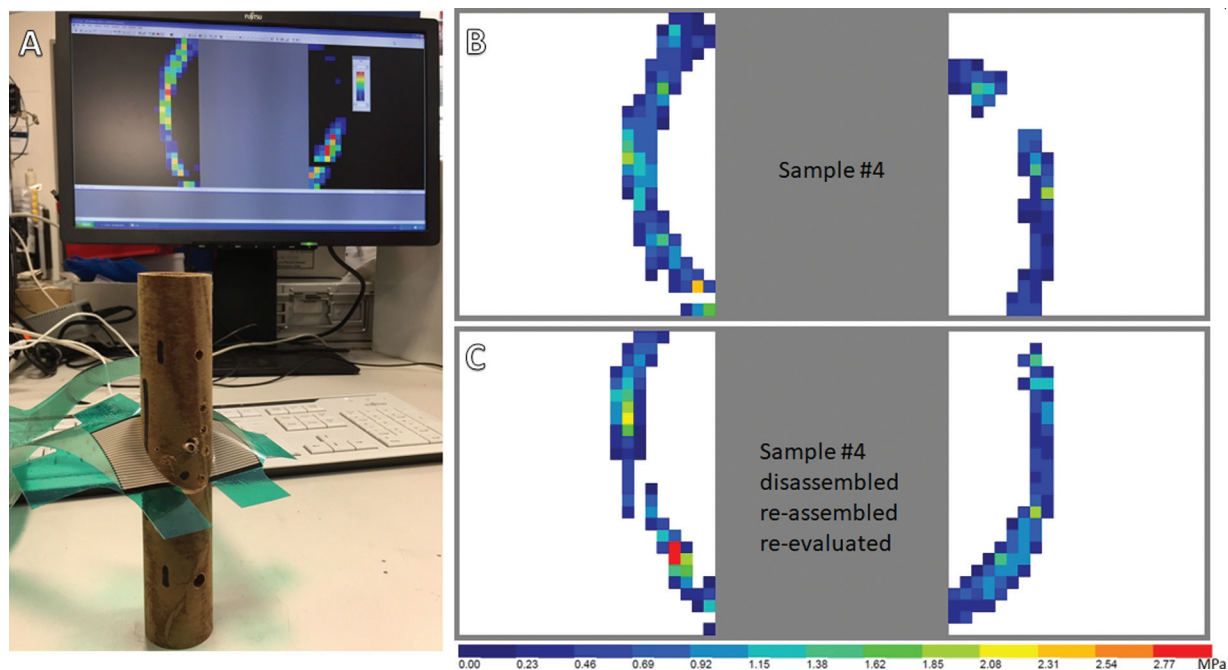 A
FUJITSU
B
Sample #4
C
Sample #4
disassembled
re-assembled
re-evaluated
0.00 0.23 0.46 0.69 0.92 1.15 1.38 1.62 1.85 2.08 2.31 2.54 2.77 MPa